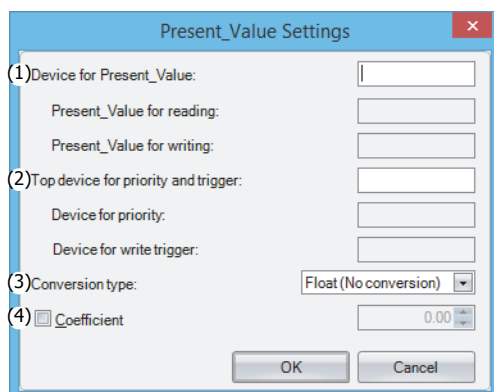 Present_Value Settings
(1) Device for Present_Value:
Present_Value for reading:
Present_Value for writing:
(2) Top device for priority and trigger:
Device for priority:
Device for write trigger:
(3) Conversion type: Float (No conversion)
(4) Coefficient 0.00
OK Cancel